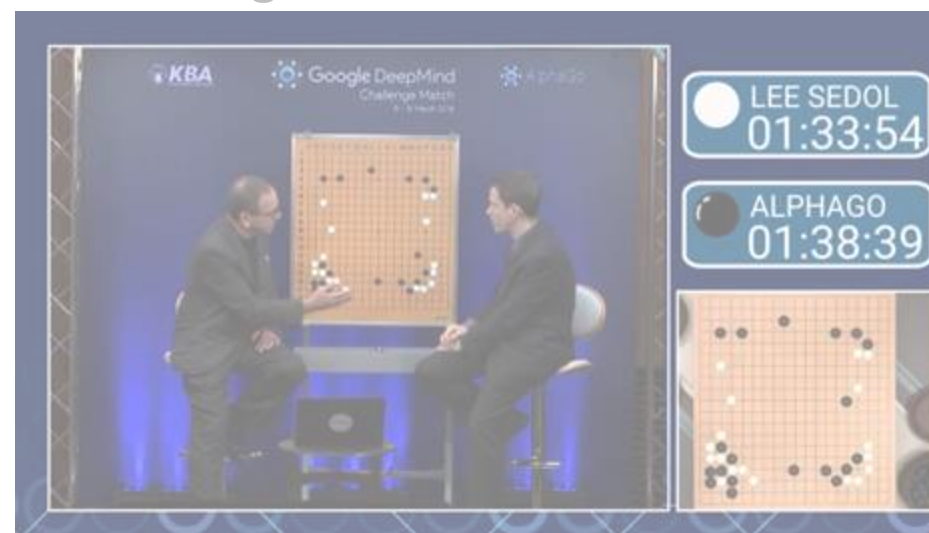 KBA
Google DeepMind
Challenge Match
AlphaGo
LEE SEDOL
01:33:54
ALPHAGO
01:38:39